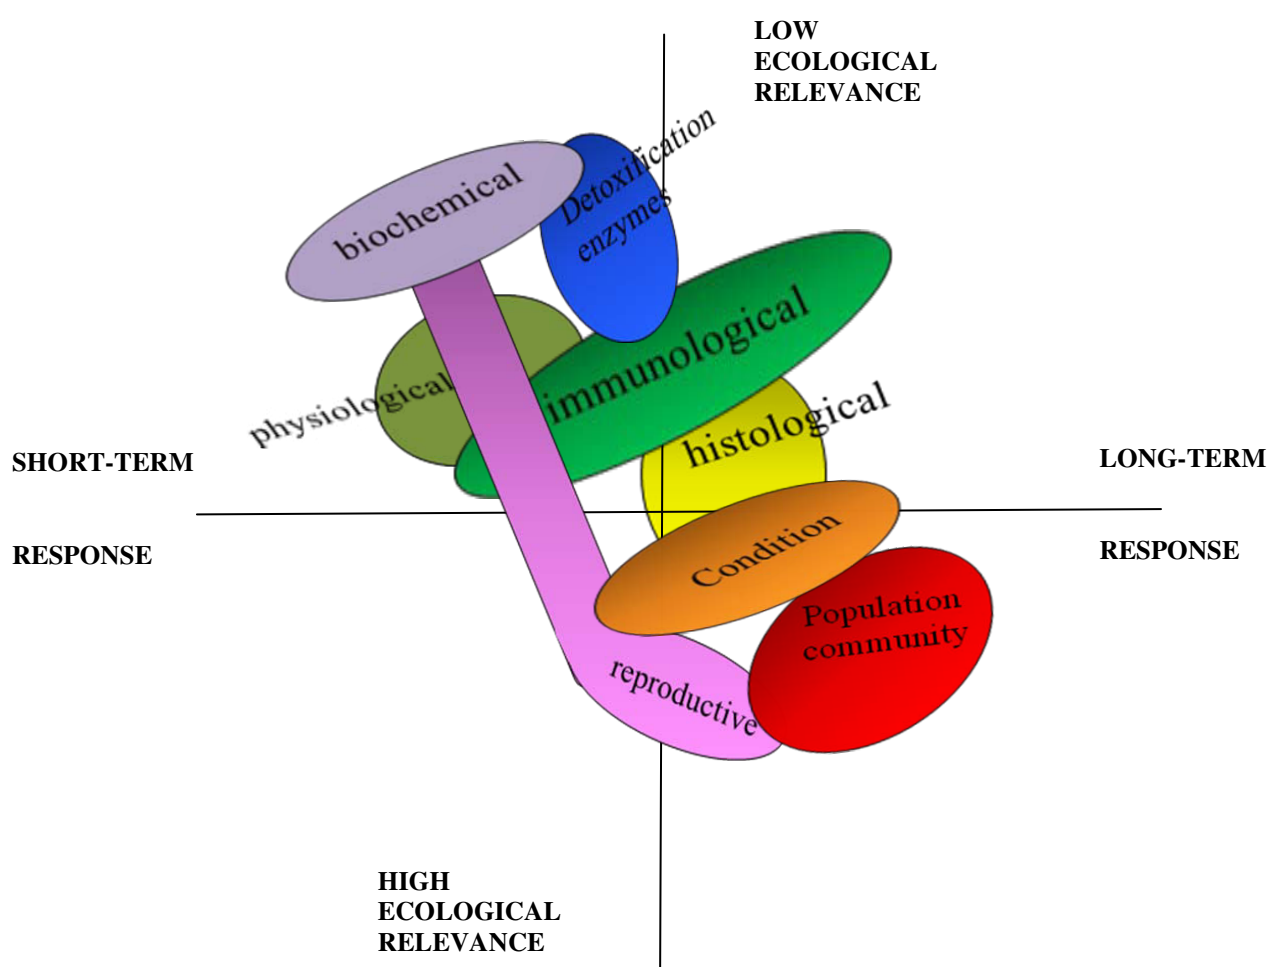 LOW
ECOLOGICAL
RELEVANCE
Detoxification
enzymes
biochemical
immunological
physiological
histological
SHORT-TERM
RESPONSE
LONG-TERM
RESPONSE
Condition
Population
community
reproductive
HIGH
ECOLOGICAL
RELEVANCE